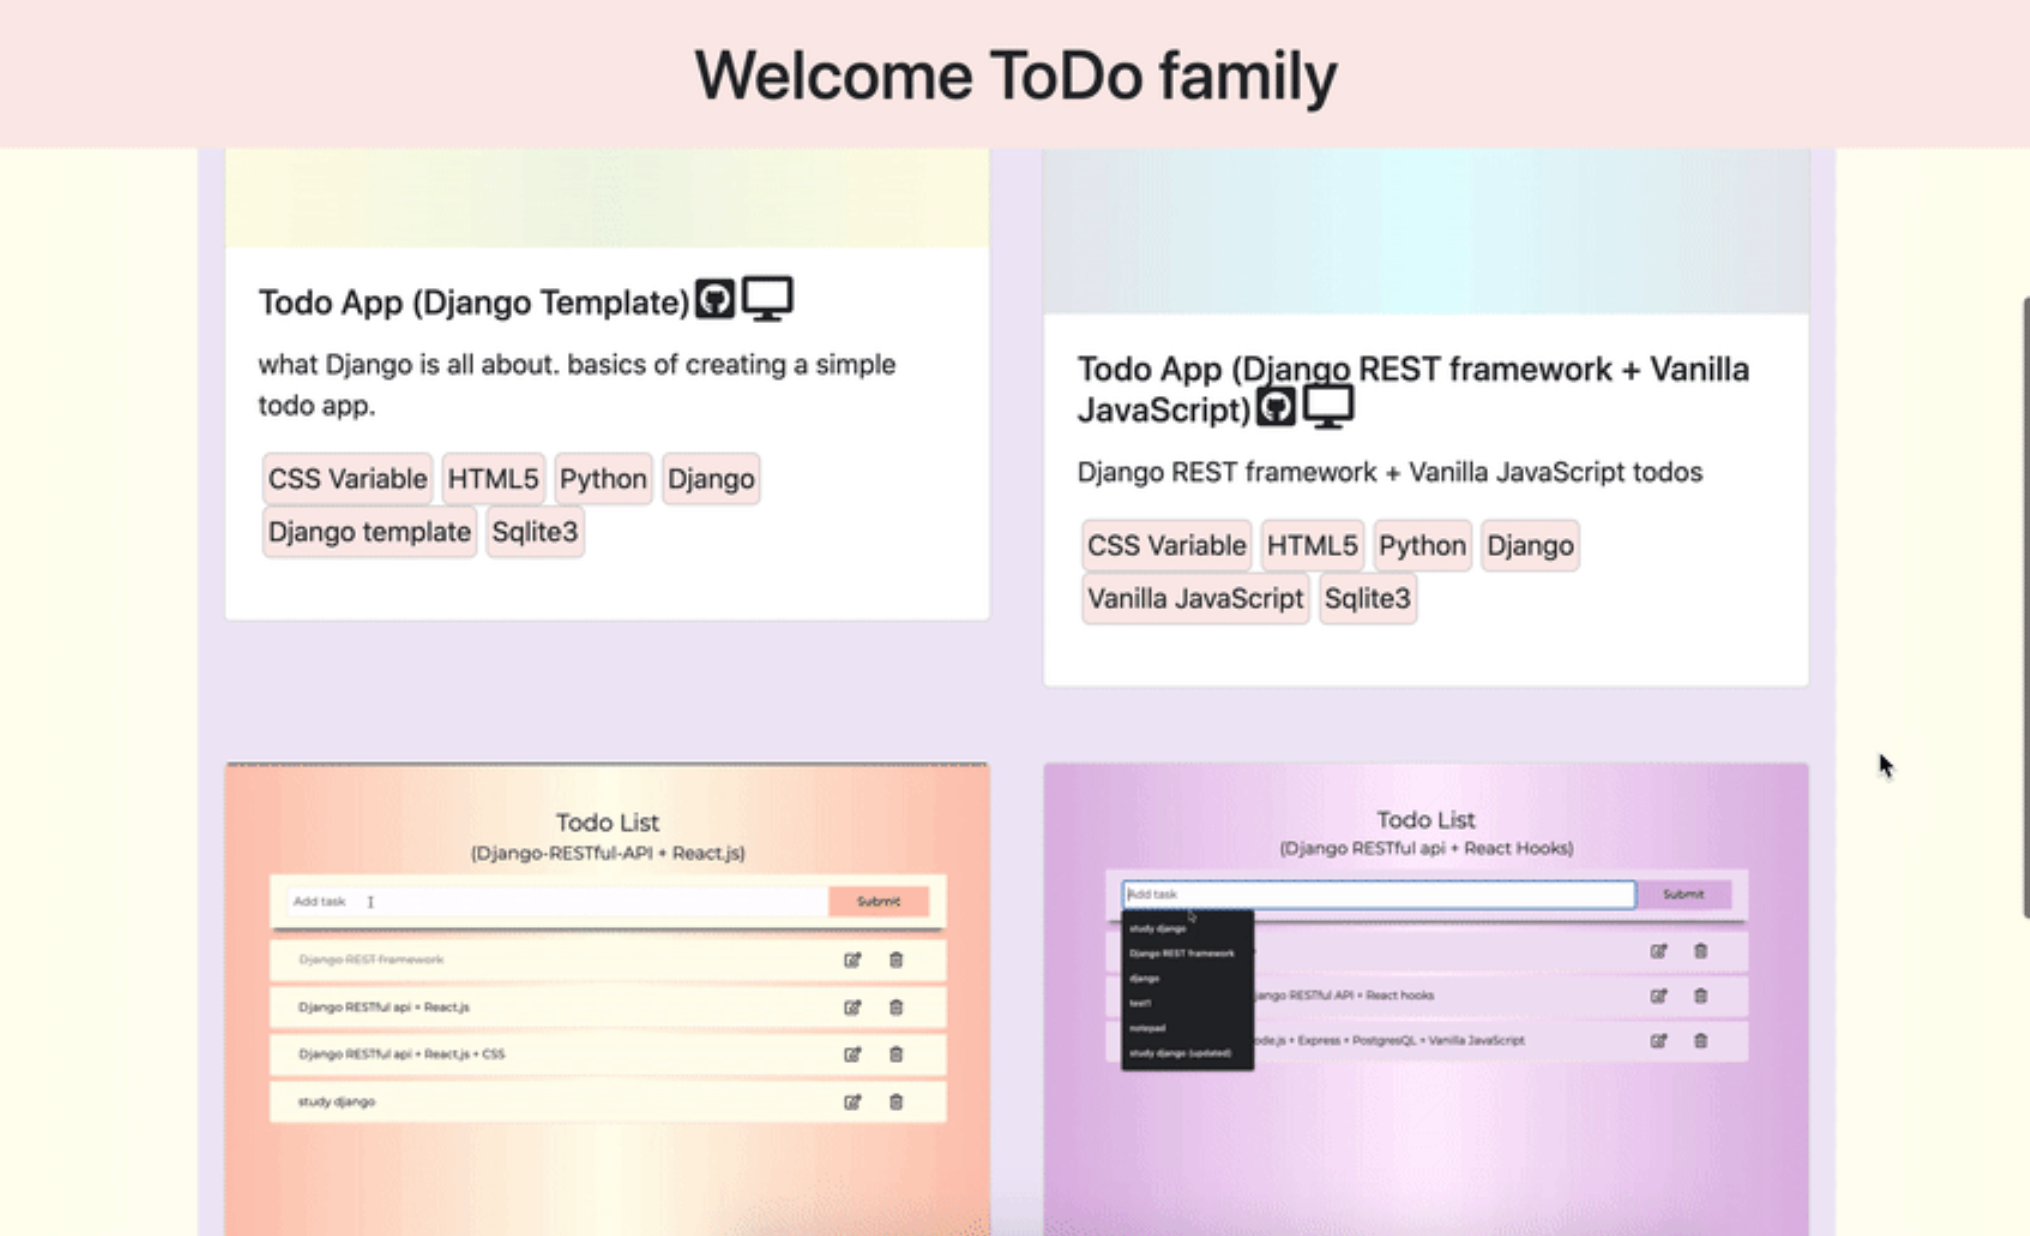 Welcome ToDo family
Todo App (Django Template)
what Django is all about. basics of creating a simple
todo app.
CSS Variable HTML5 Python Django
Django template Sqlite3
Todo App (Django REST framework + Vanilla
JavaScript)
Django REST framework + Vanilla JavaScript todos
CSS Variable HTML5 Python Django
Vanilla JavaScript Sqlite3
Todo List
(Django-RESTful-API + React.js)
Add task Submit
Django REST framework
Django RESTful api + React.js
Django RESTful api + React.js + CSS
study django
Todo List
(Django RESTful api + React Hooks)
Add task Submit
study django
Django REST framework
django
test1
notepad
study django (updated)
jango RESTful API + React hooks
ode.js + Express + PostgresQL + Vanilla JavaScript